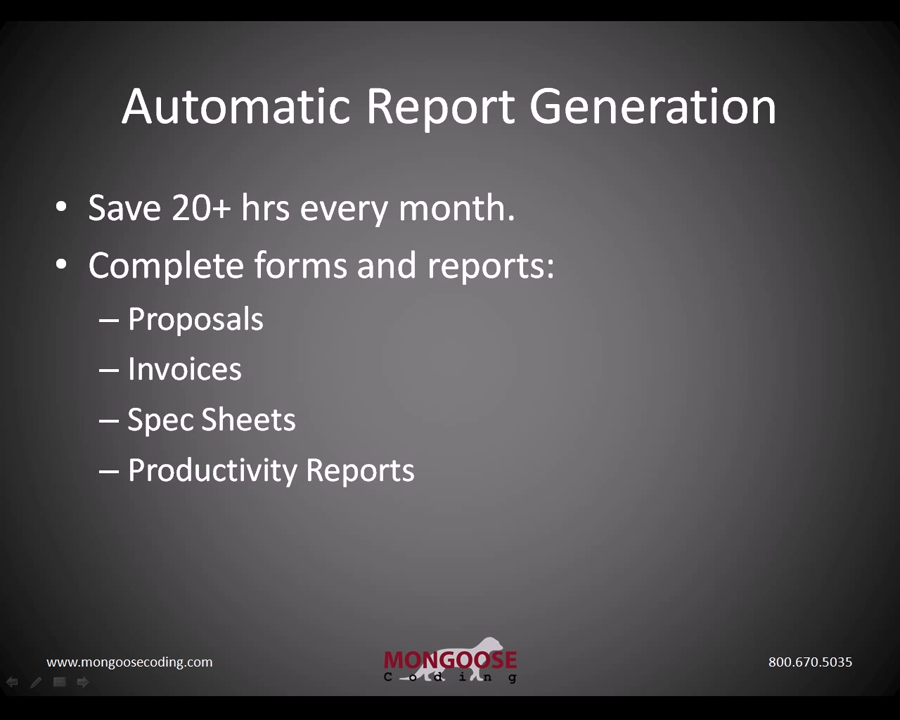 Automatic Report Generation
• Save 20+ hrs every month.
• Complete forms and reports:
– Proposals
– Invoices
– Spec Sheets
– Productivity Reports
www.mongoosecoding.com
MONGOOSE
Coding
800.670.5035